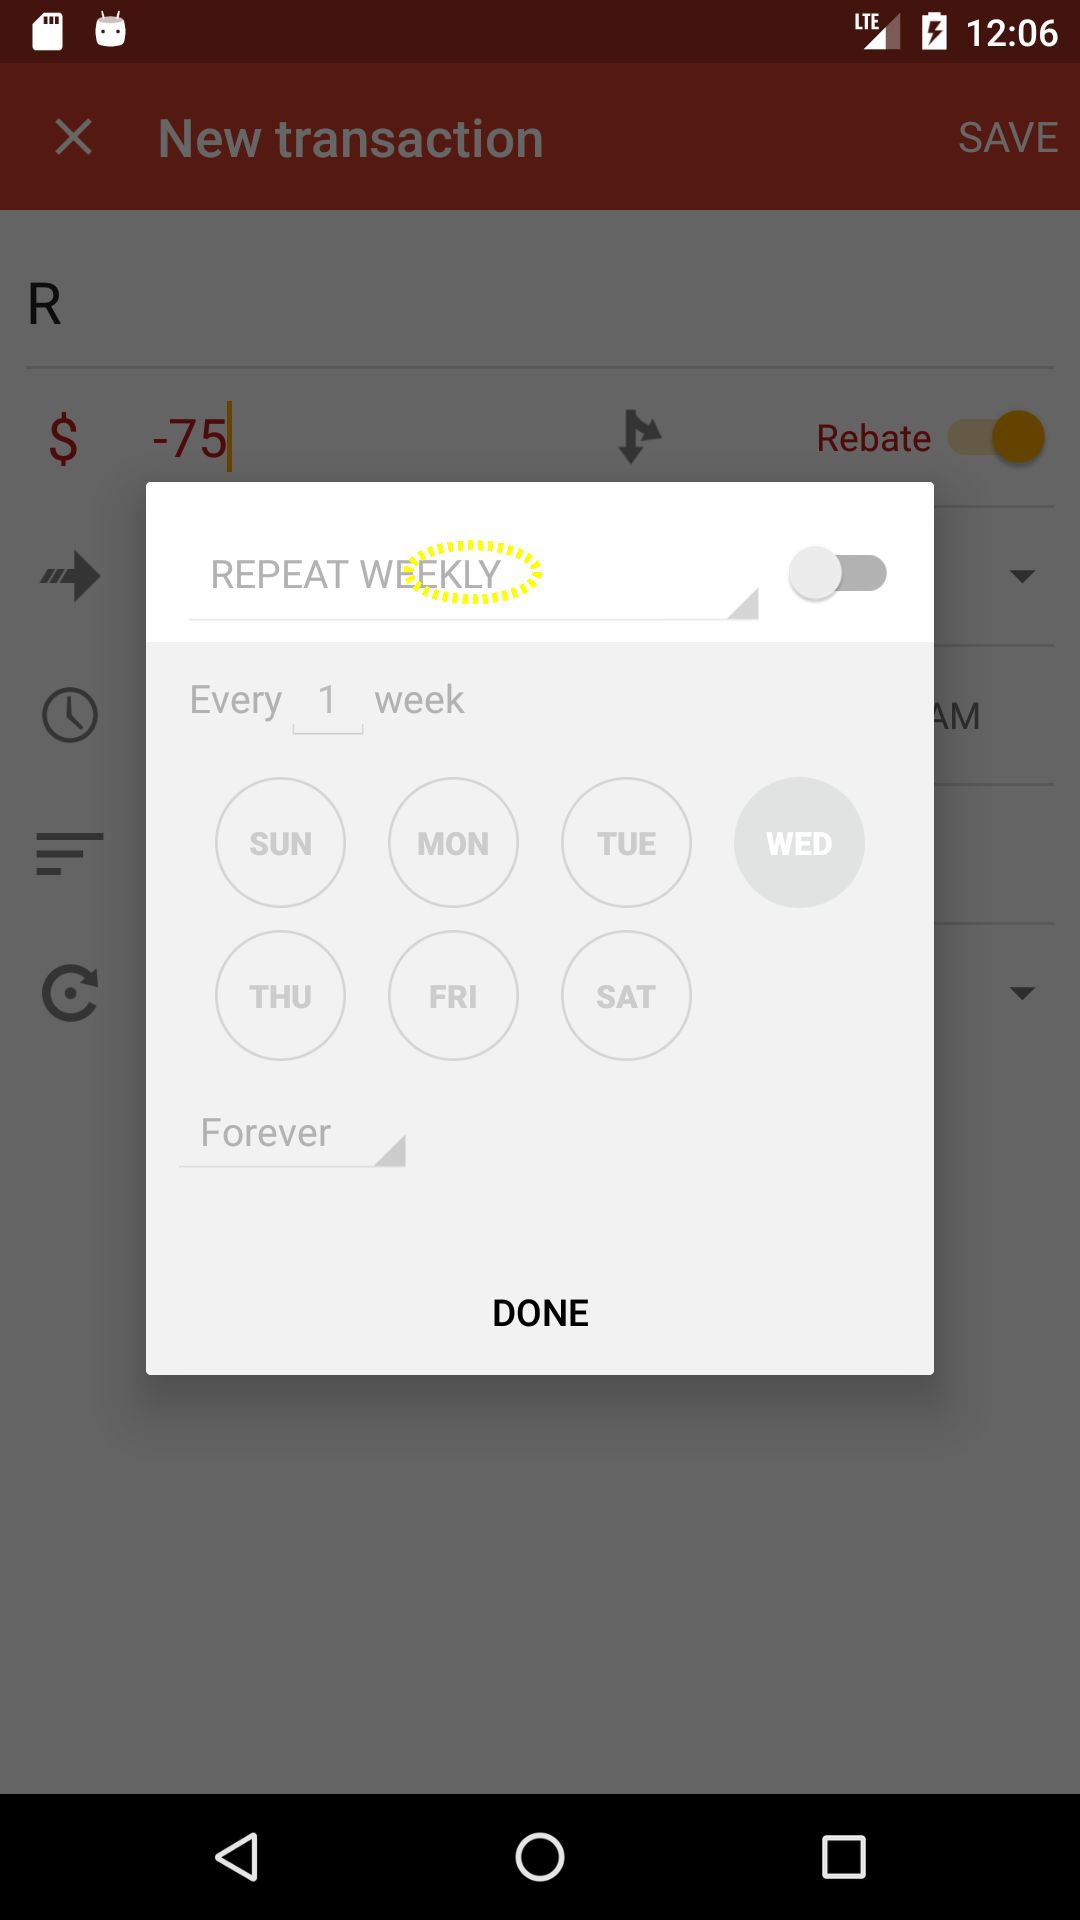 LTE 12:06
New transaction SAVE
R
$ -75 Rebate
REPEAT WEEKLY
Every 1 week
AM
SUN MON TUE WED
THU FRI SAT
Forever
DONE